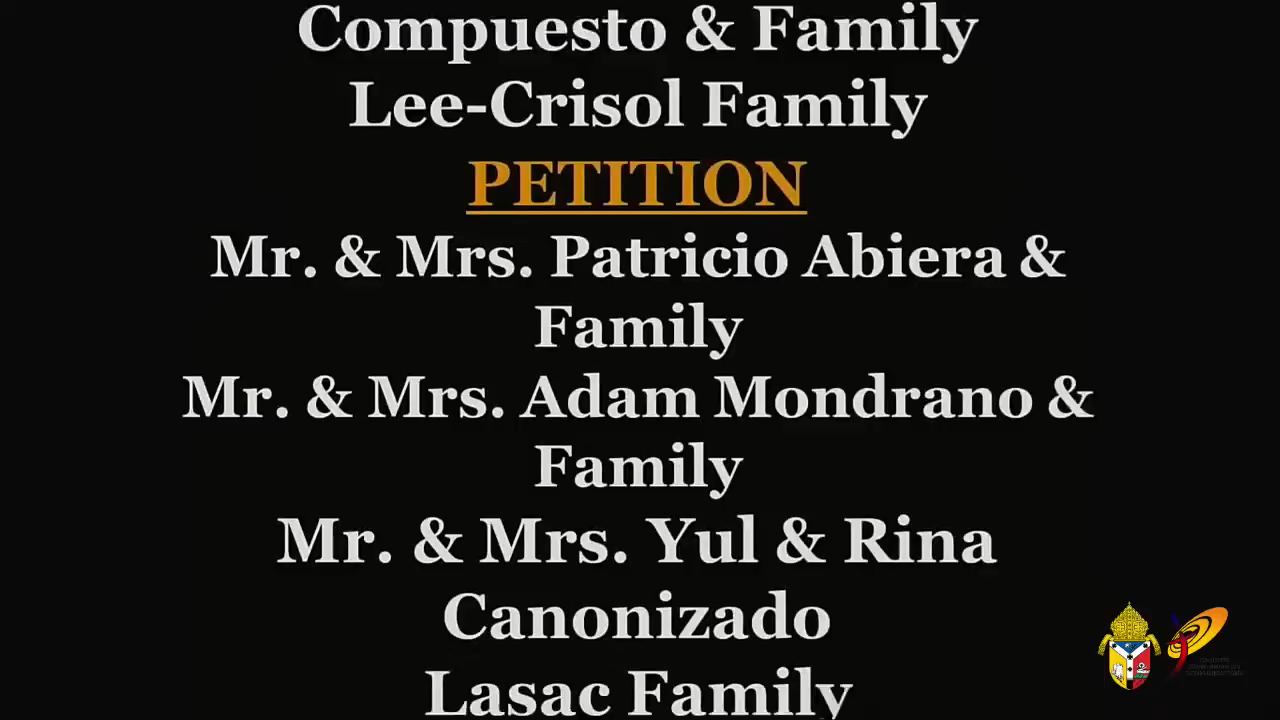 Compuesto & Family
Lee-Crisol Family
PETITION
Mr. & Mrs. Patricio Abiera &
Family
Mr. & Mrs. Adam Mondrano &
Family
Mr. & Mrs. Yul & Rina
Canonizado
Lasac Family